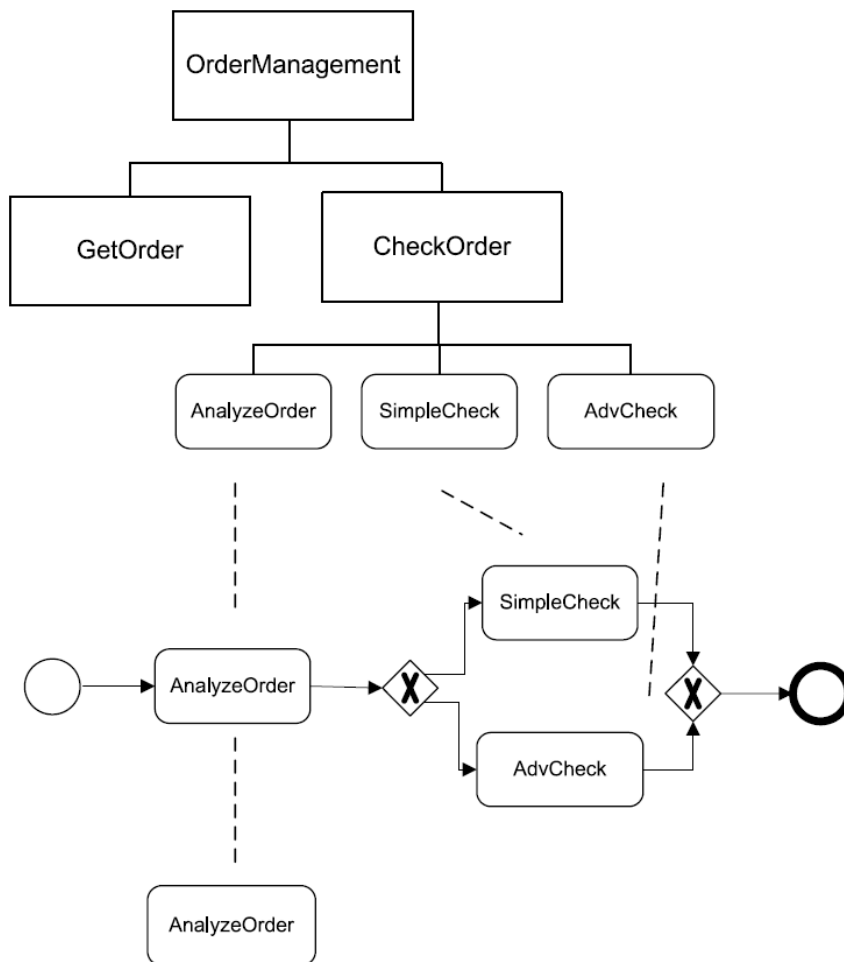 OrderManagement
GetOrder
CheckOrder
AnalyzeOrder
SimpleCheck
AdvCheck
SimpleCheck
AnalyzeOrder
X
X
AdvCheck
AnalyzeOrder